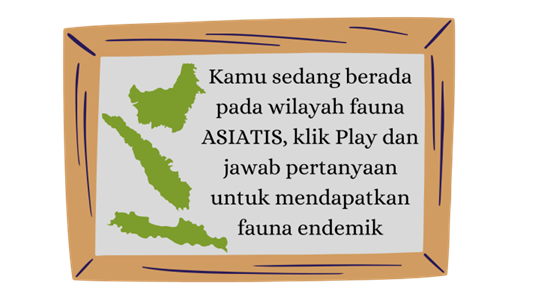 Kamu sedang berada
pada wilayah fauna
ASIATIS, klik Play dan
jawab pertanyaan
untuk mendapatkan
fauna endemik